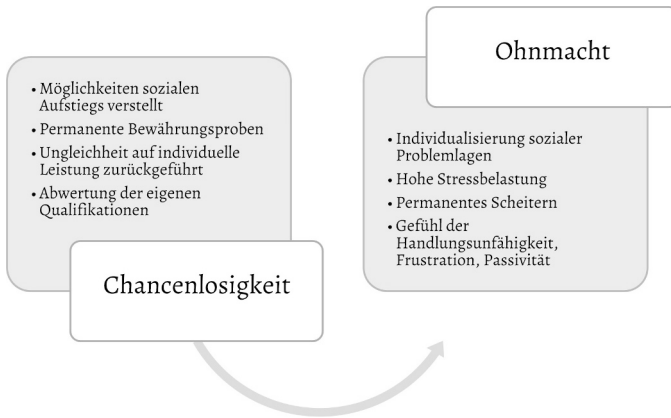 • Möglichkeiten sozialen
Aufstiegs verstellt
• Permanente Bewährungsproben
• Ungleichheit auf individuelle
Leistung zurückgeführt
• Abwertung der eigenen
Qualifikationen
Chancenlosigkeit
Ohnmacht
• Individualisierung sozialer
Problemlagen
• Hohe Stressbelastung
• Permanentes Scheitern
• Gefühl der
Handlungsunfähigkeit,
Frustration, Passivität